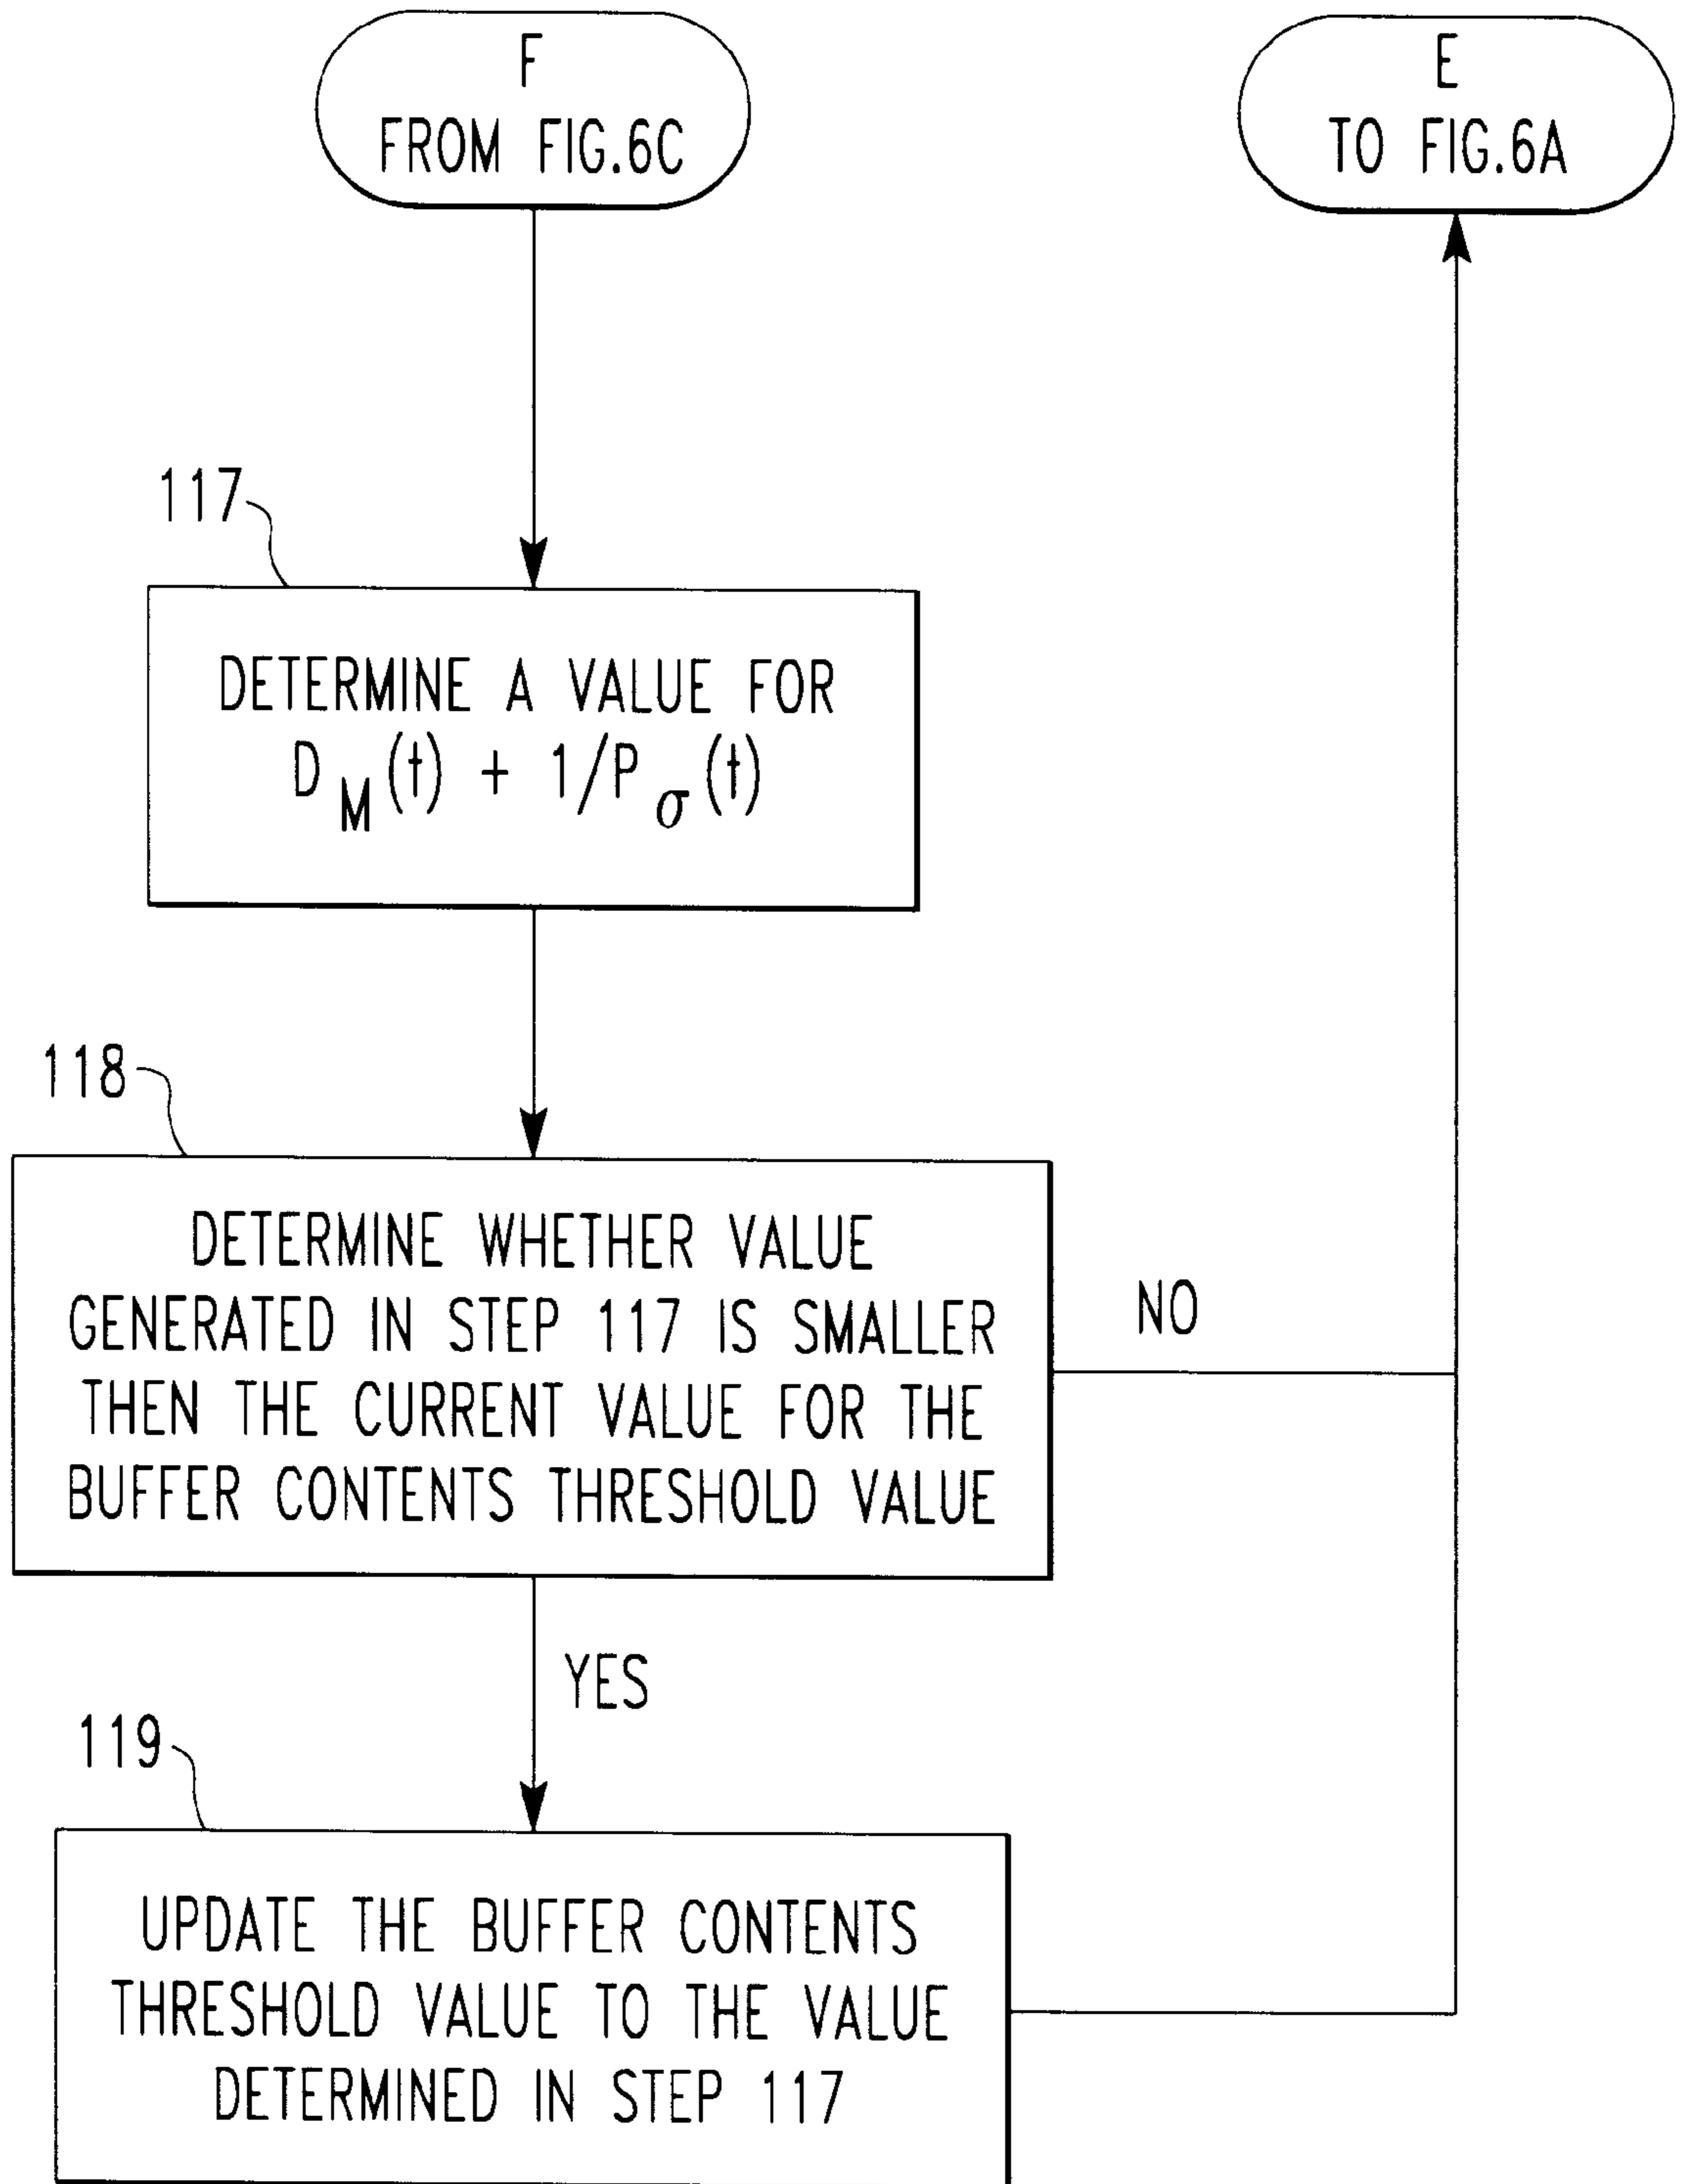 F
FROM FIG.6C
E
TO FIG.6A
117
DETERMINE A VALUE FOR
D M (t) + 1/P σ (t)
118
DETERMINE WHETHER VALUE
GENERATED IN STEP 117 IS SMALLER
THEN THE CURRENT VALUE FOR THE
BUFFER CONTENTS THRESHOLD VALUE
NO
YES
119
UPDATE THE BUFFER CONTENTS
THRESHOLD VALUE TO THE VALUE
DETERMINED IN STEP 117